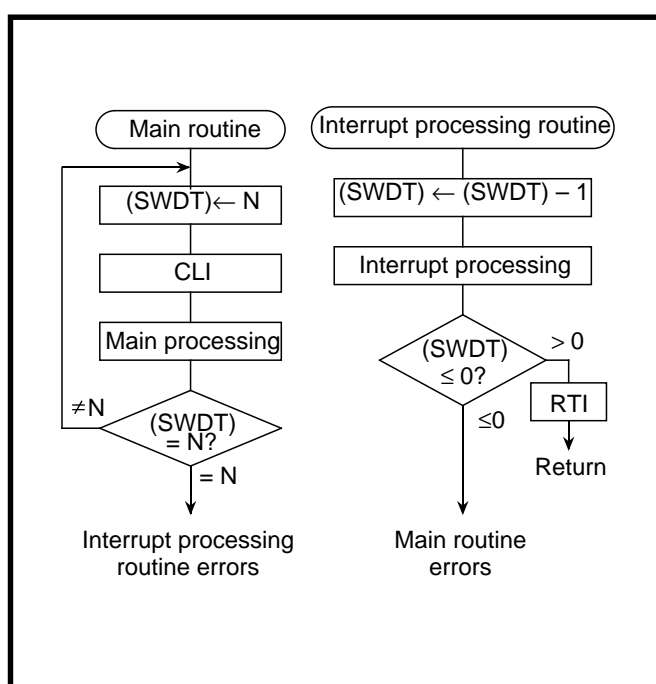 Main routine
(SWDT)← N
CLI
Main processing
≠N
(SWDT)
= N?
= N
Interrupt processing
routine errors
Interrupt processing routine
(SWDT) ← (SWDT) – 1
Interrupt processing
(SWDT)
≤ 0?
> 0
≤0
RTI
Return
Main routine
errors